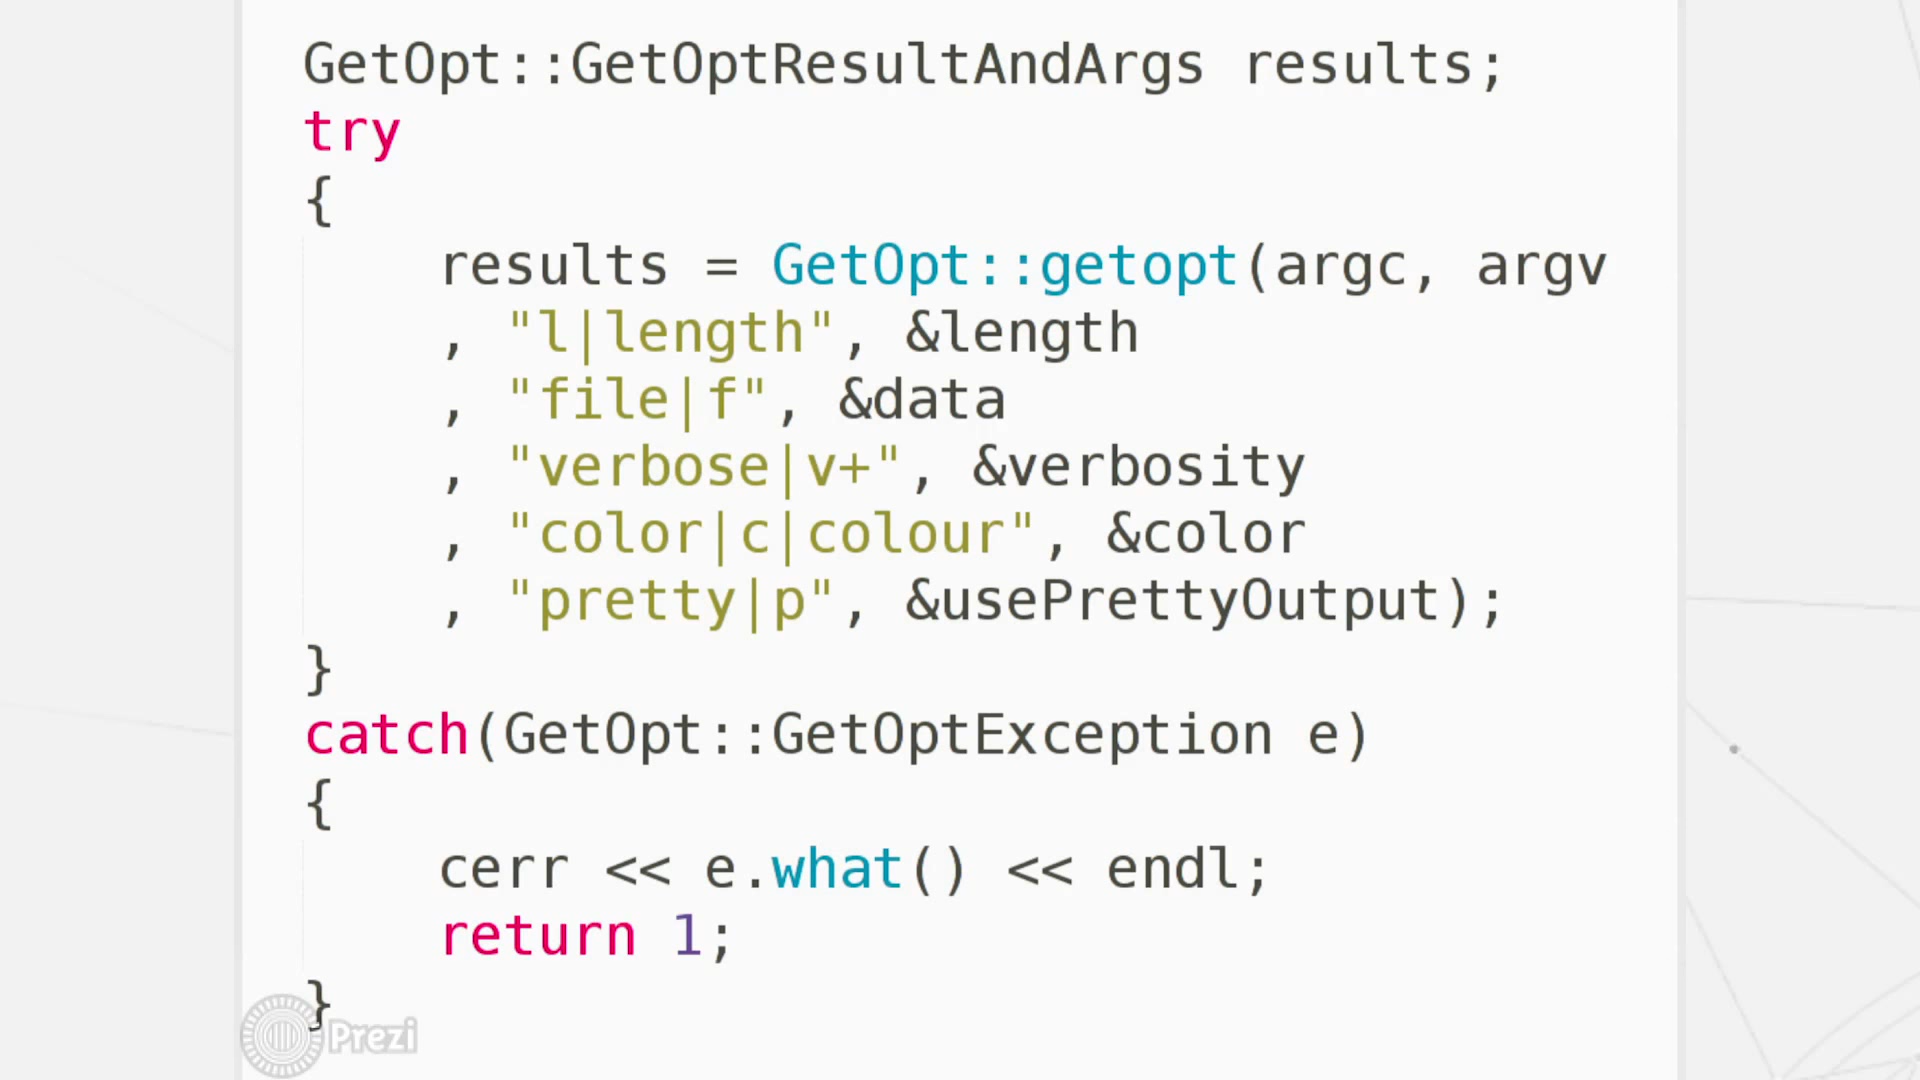 GetOpt::GetOptResultAndArgs results;
try
{
    results = GetOpt::getopt(argc, argv
    , "l|length", &length
    , "file|f", &data
    , "verbose|v+", &verbosity
    , "color|c|colour", &color
    , "pretty|p", &usePrettyOutput);
}
catch(GetOpt::GetOptException e)
{
    cerr << e.what() << endl;
    return 1;
}
Prezi